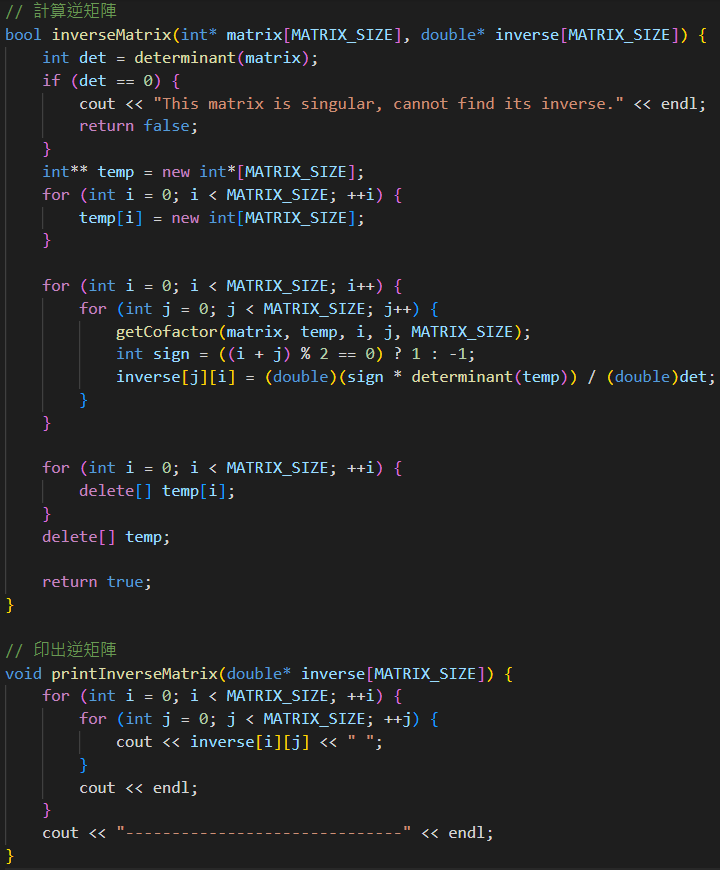 // 計算逆矩陣
bool inverseMatrix(int* matrix[MATRIX_SIZE], double* inverse[MATRIX_SIZE]) {
    int det = determinant(matrix);
    if (det == 0) {
        cout << "This matrix is singular, cannot find its inverse." << endl;
        return false;
    }
    int** temp = new int*[MATRIX_SIZE];
    for (int i = 0; i < MATRIX_SIZE; ++i) {
        temp[i] = new int[MATRIX_SIZE];
    }

    for (int i = 0; i < MATRIX_SIZE; i++) {
        for (int j = 0; j < MATRIX_SIZE; j++) {
            getCofactor(matrix, temp, i, j, MATRIX_SIZE);
            int sign = ((i + j) % 2 == 0) ? 1 : -1;
            inverse[j][i] = (double)(sign * determinant(temp)) / (double)det;
        }
    }

    for (int i = 0; i < MATRIX_SIZE; ++i) {
        delete[] temp[i];
    }
    delete[] temp;

    return true;
}

// 印出逆矩陣
void printInverseMatrix(double* inverse[MATRIX_SIZE]) {
    for (int i = 0; i < MATRIX_SIZE; ++i) {
        for (int j = 0; j < MATRIX_SIZE; ++j) {
            cout << inverse[i][j] << " ";
        }
        cout << endl;
    }
    cout << "------------------------------" << endl;
}